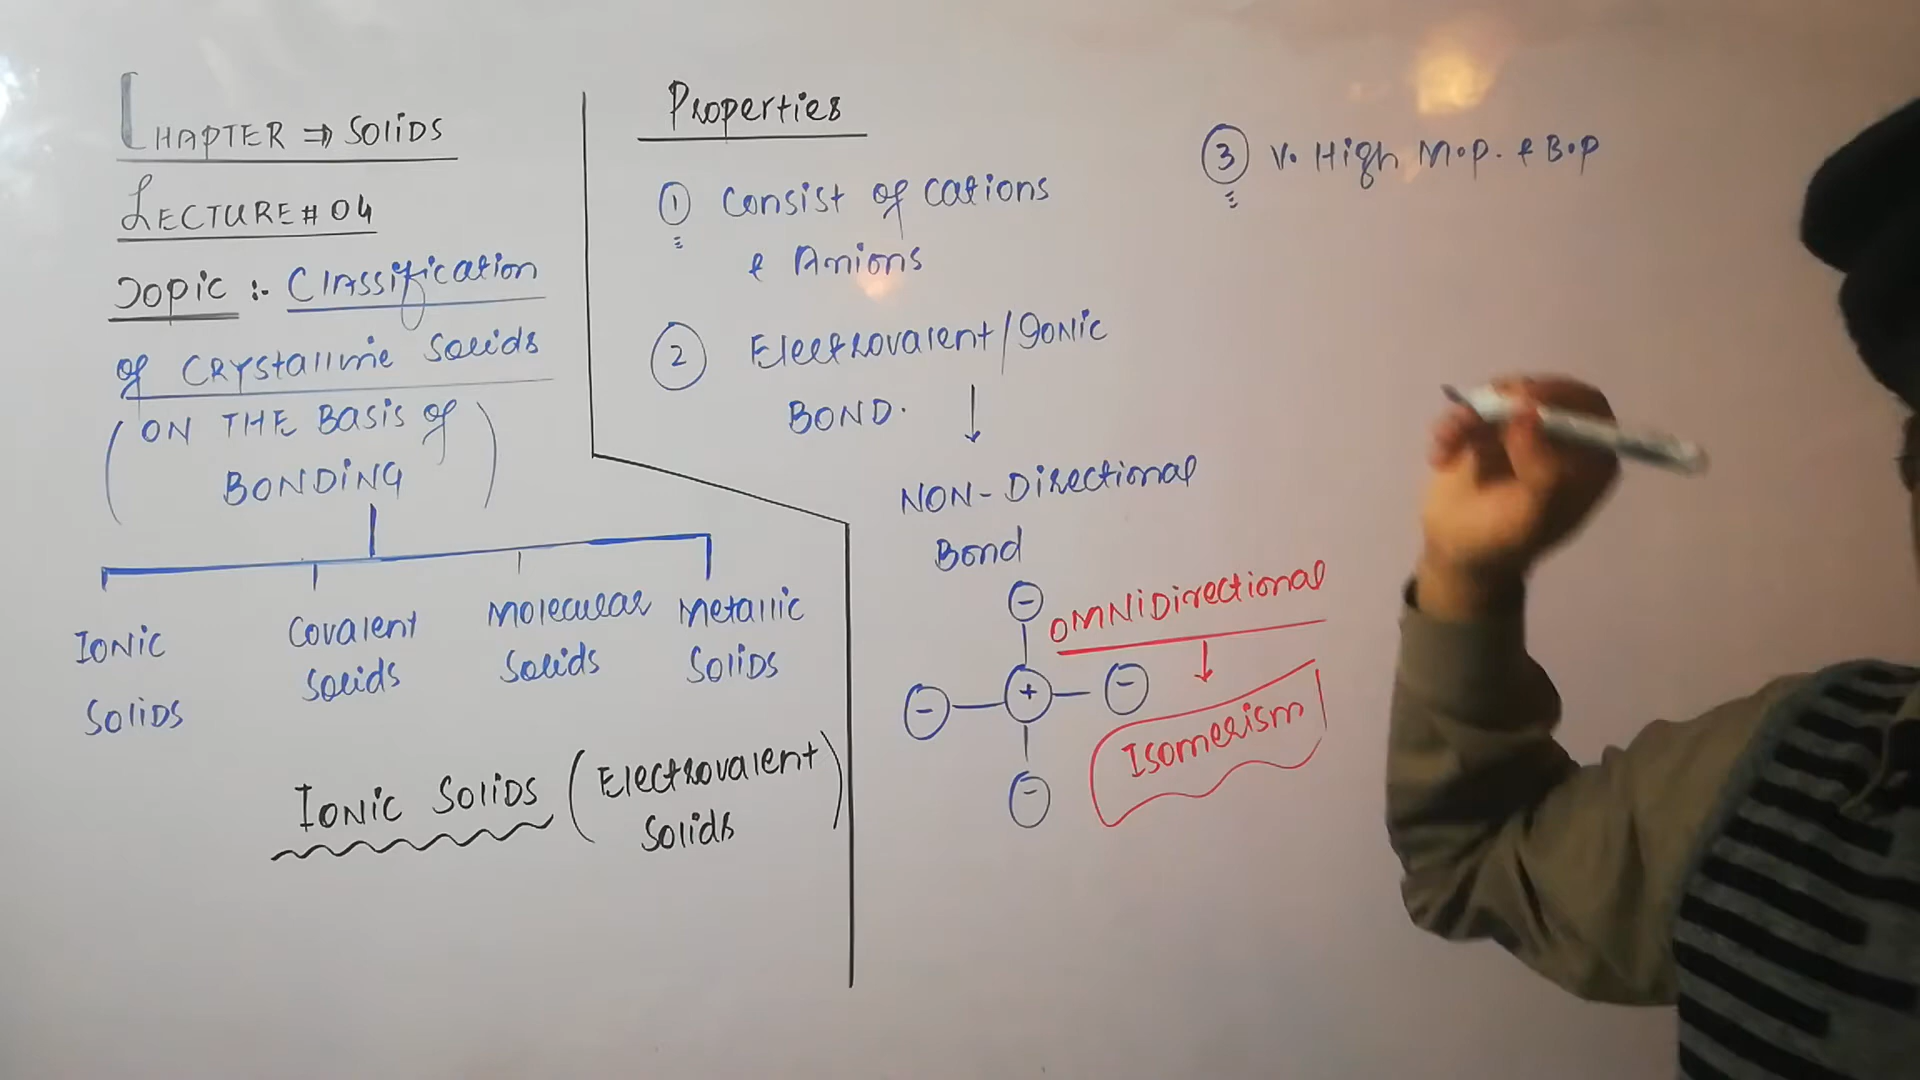 CHAPTER ⇒ SOLIDS
LECTURE # 04
TOPIC :- Classification
of Crystalline Solids
(ON THE BASIS of
BONDING)
IONIC
SOLIDS
Covalent
Solids
Molecular
Solids
Metallic
SOLIDS
IONIC SOLIDS (Electrovalent
Solids)
Properties
① Consist of cations
& Anions
② Electrovalent/Ionic
BOND.
↓
NON-Directional
Bond
-
- + -
-
OMNIDirectional
↓
Isomerism
③ V. High M.P. & B.P